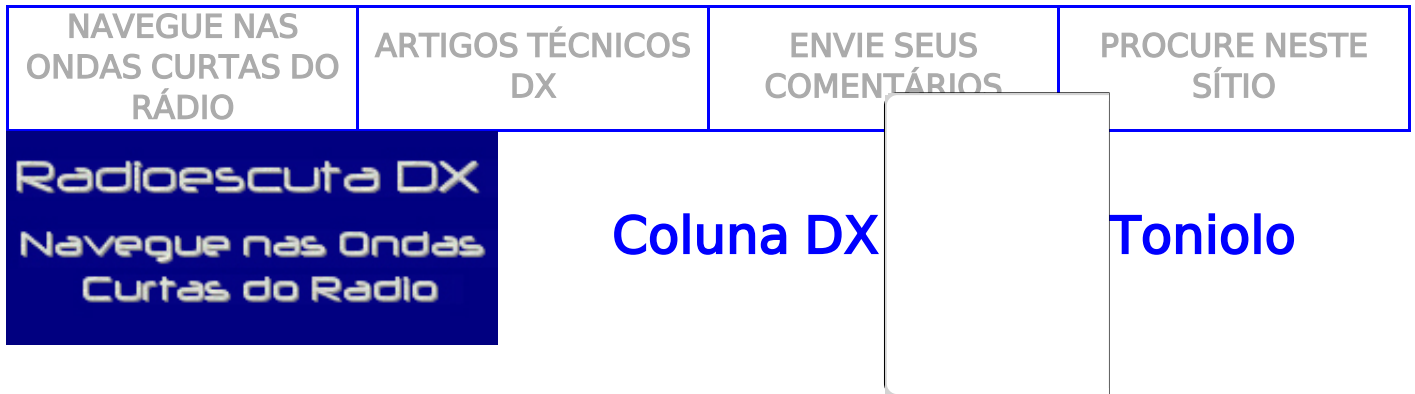 NAVEGUE NAS
ONDAS CURTAS DO
RÁDIO
ARTIGOS TÉCNICOS
DX
ENVIE SEUS
COMENTÁRIOS
PROCURE NESTE
SÍTIO
Radioescuta DX
Navegue nas Ondas
Curtas do Radio
Coluna DX Toniolo